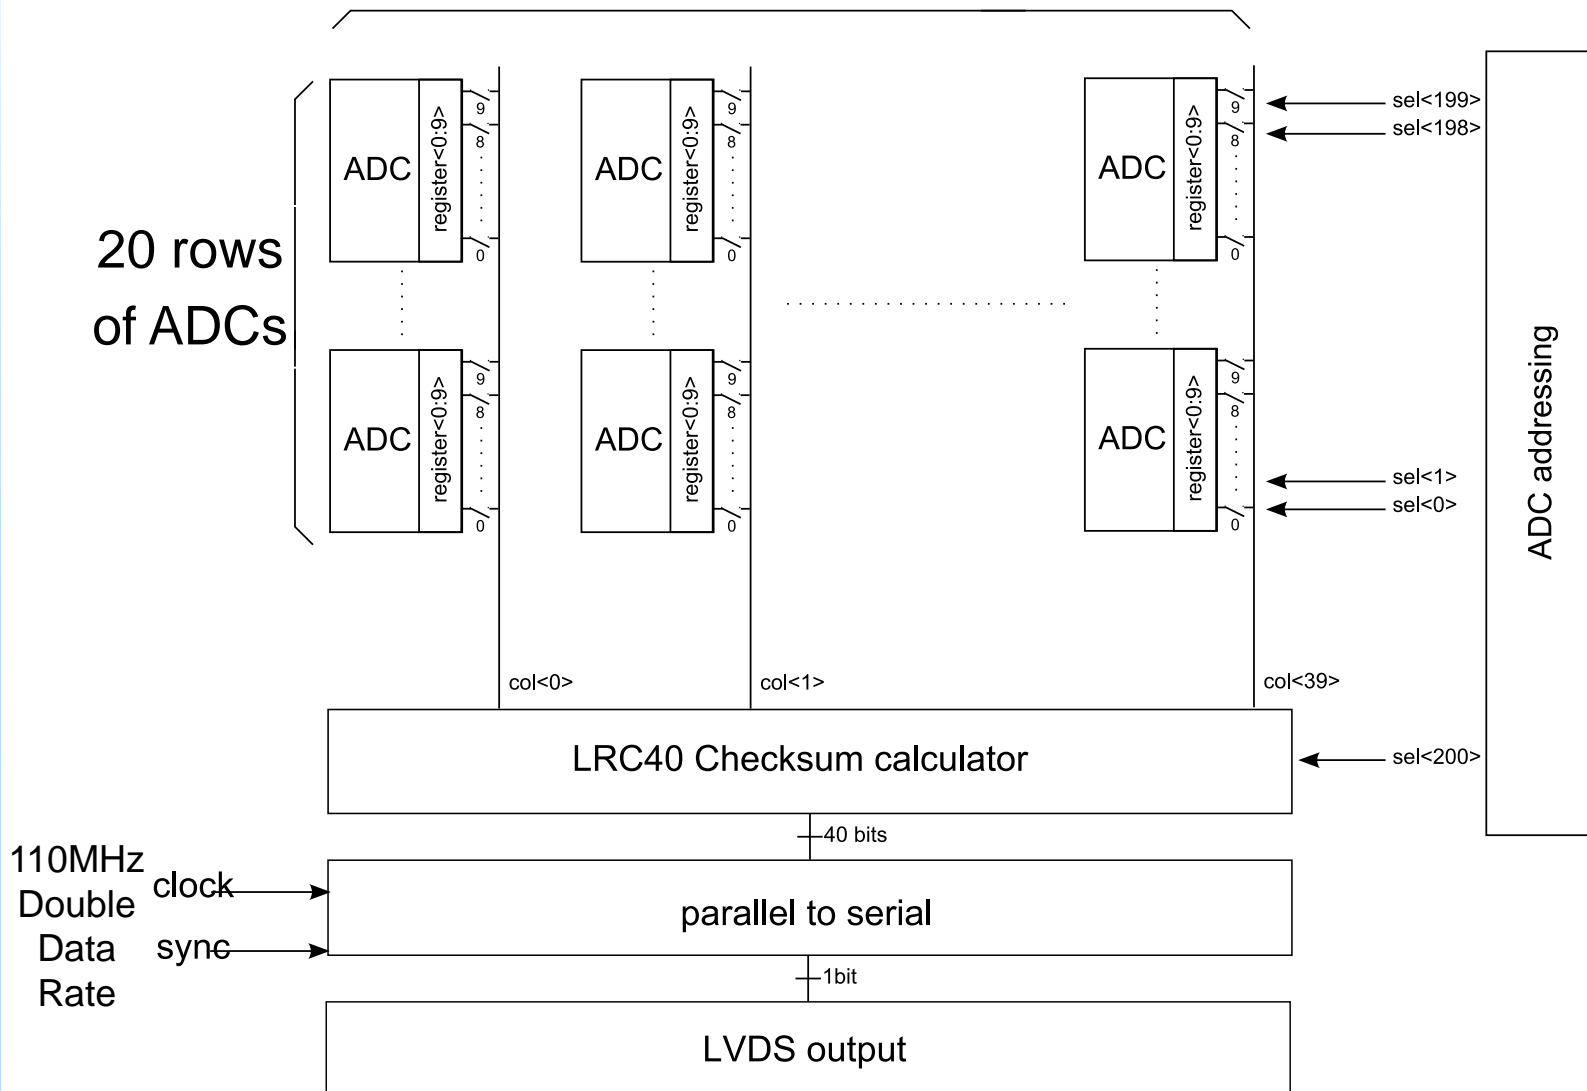 ADC
register<0:9>
9
8
0
ADC
register<0:9>
9
8
0
ADC
register<0:9>
9
8
0
sel<199>
sel<198>
20 rows
of ADCs
ADC
register<0:9>
9
8
0
ADC
register<0:9>
9
8
0
ADC
register<0:9>
9
8
0
sel<1>
sel<0>
ADC addressing
col<0>
col<1>
col<39>
LRC40 Checksum calculator
sel<200>
40 bits
110MHz
Double
Data
Rate
clock
sync
parallel to serial
1bit
LVDS output